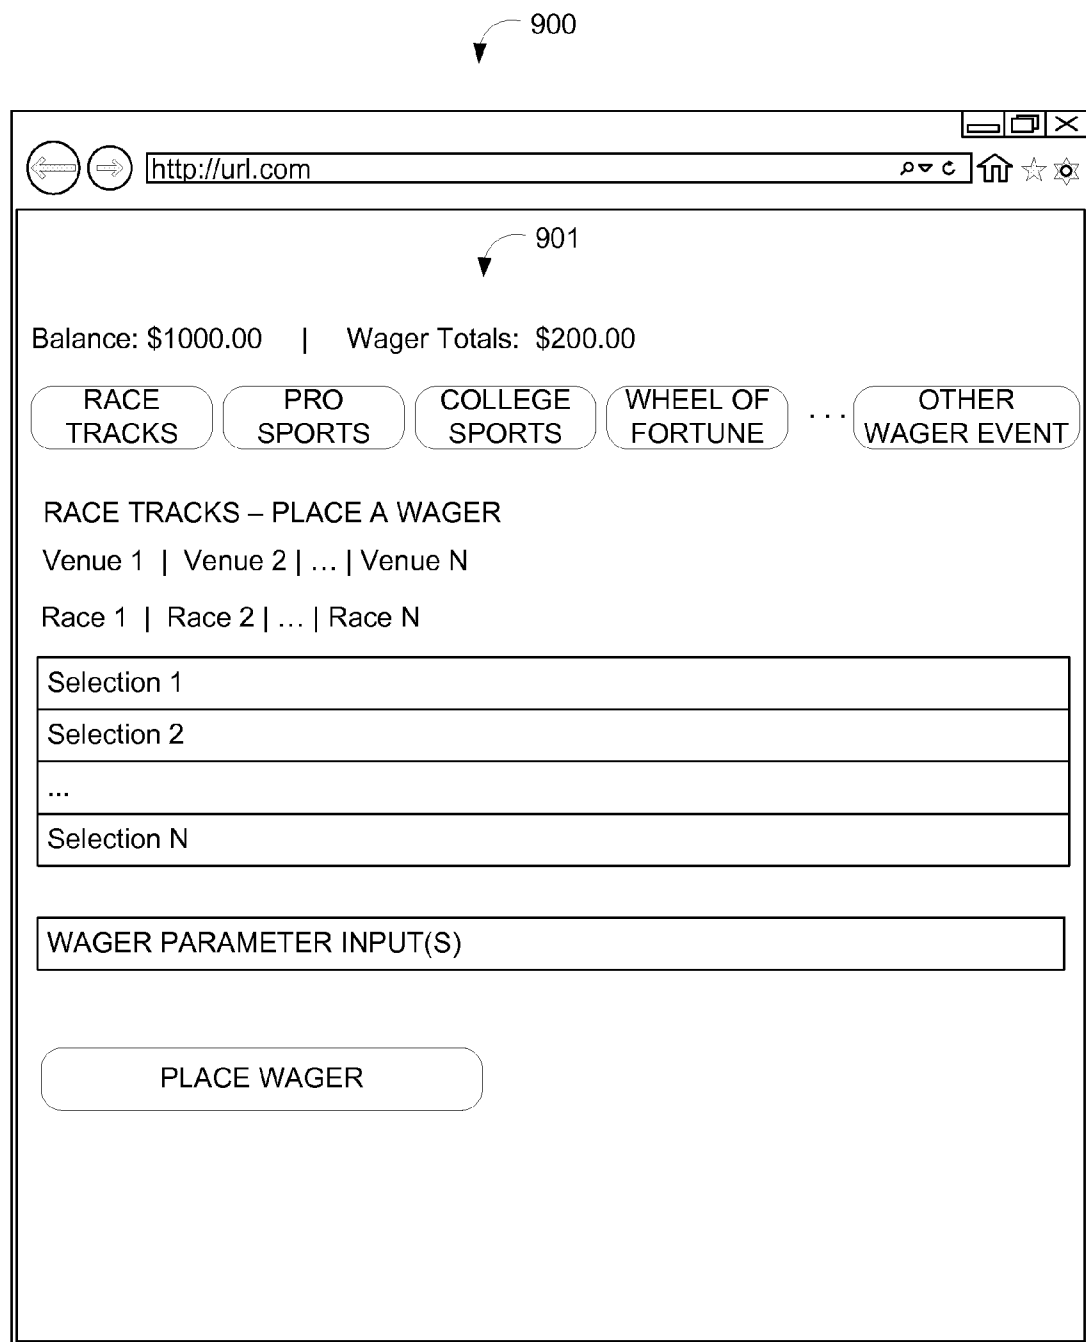 900
http://url.com
901
Balance: $1000.00 | Wager Totals: $200.00
RACE TRACKS
PRO SPORTS
COLLEGE SPORTS
WHEEL OF FORTUNE
...
OTHER WAGER EVENT
RACE TRACKS – PLACE A WAGER
Venue 1 | Venue 2 | ... | Venue N
Race 1 | Race 2 | ... | Race N
Selection 1
Selection 2
...
Selection N
WAGER PARAMETER INPUT(S)
PLACE WAGER